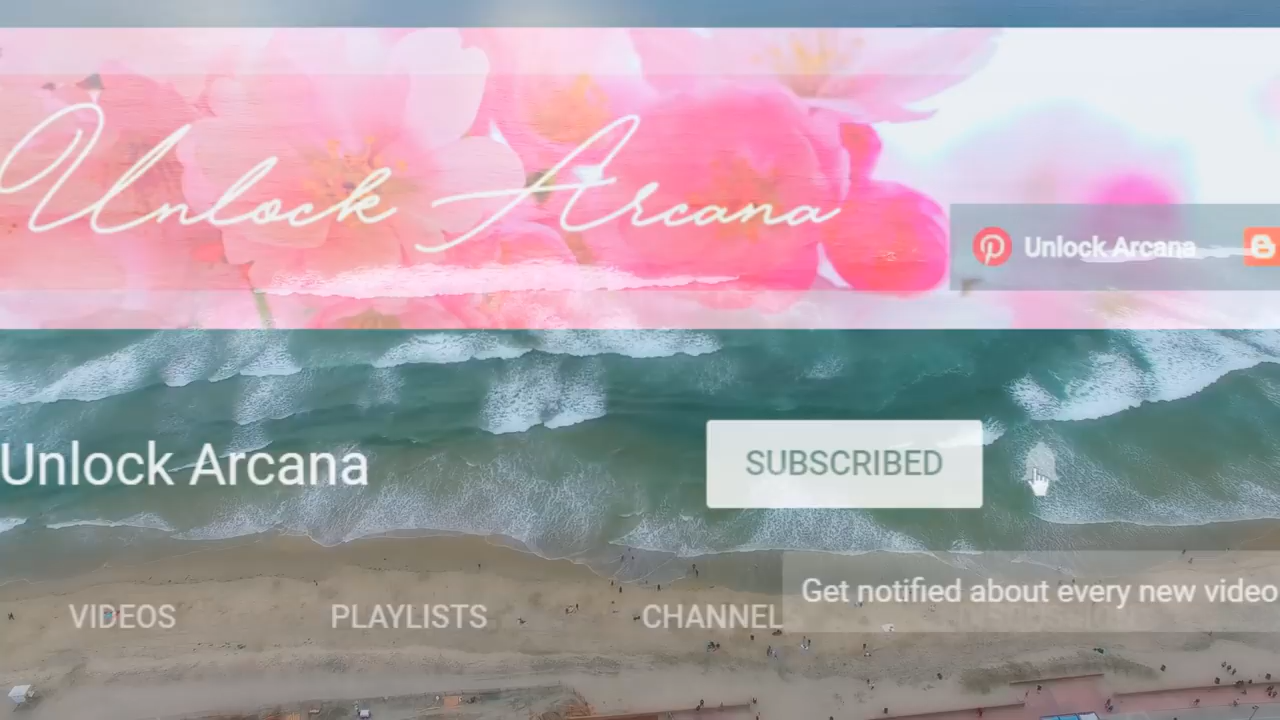 Unlock Arcana
Unlock Arcana
Unlock Arcana
SUBSCRIBED
Get notified about every new video
VIDEOS
PLAYLISTS
CHANNEL